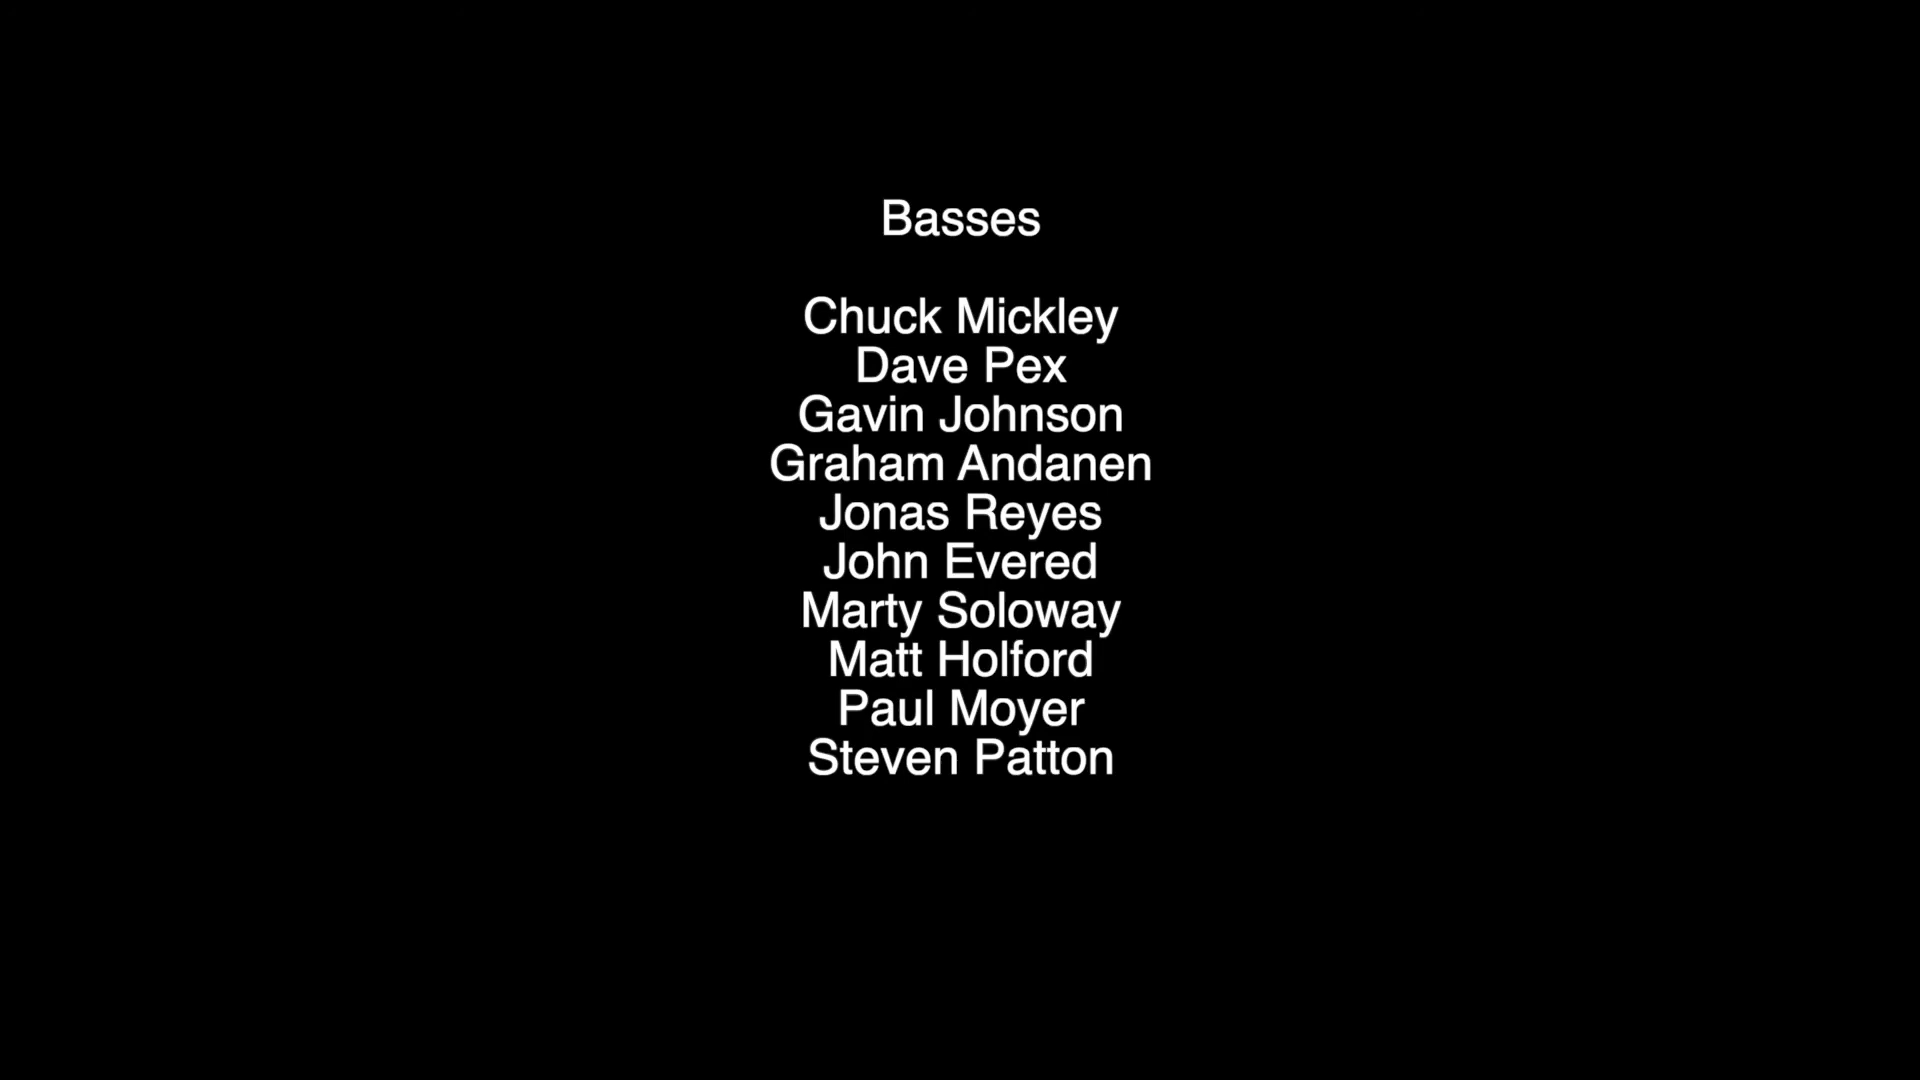 Basses
Chuck Mickley
Dave Pex
Gavin Johnson
Graham Andanen
Jonas Reyes
John Evered
Marty Soloway
Matt Holford
Paul Moyer
Steven Patton